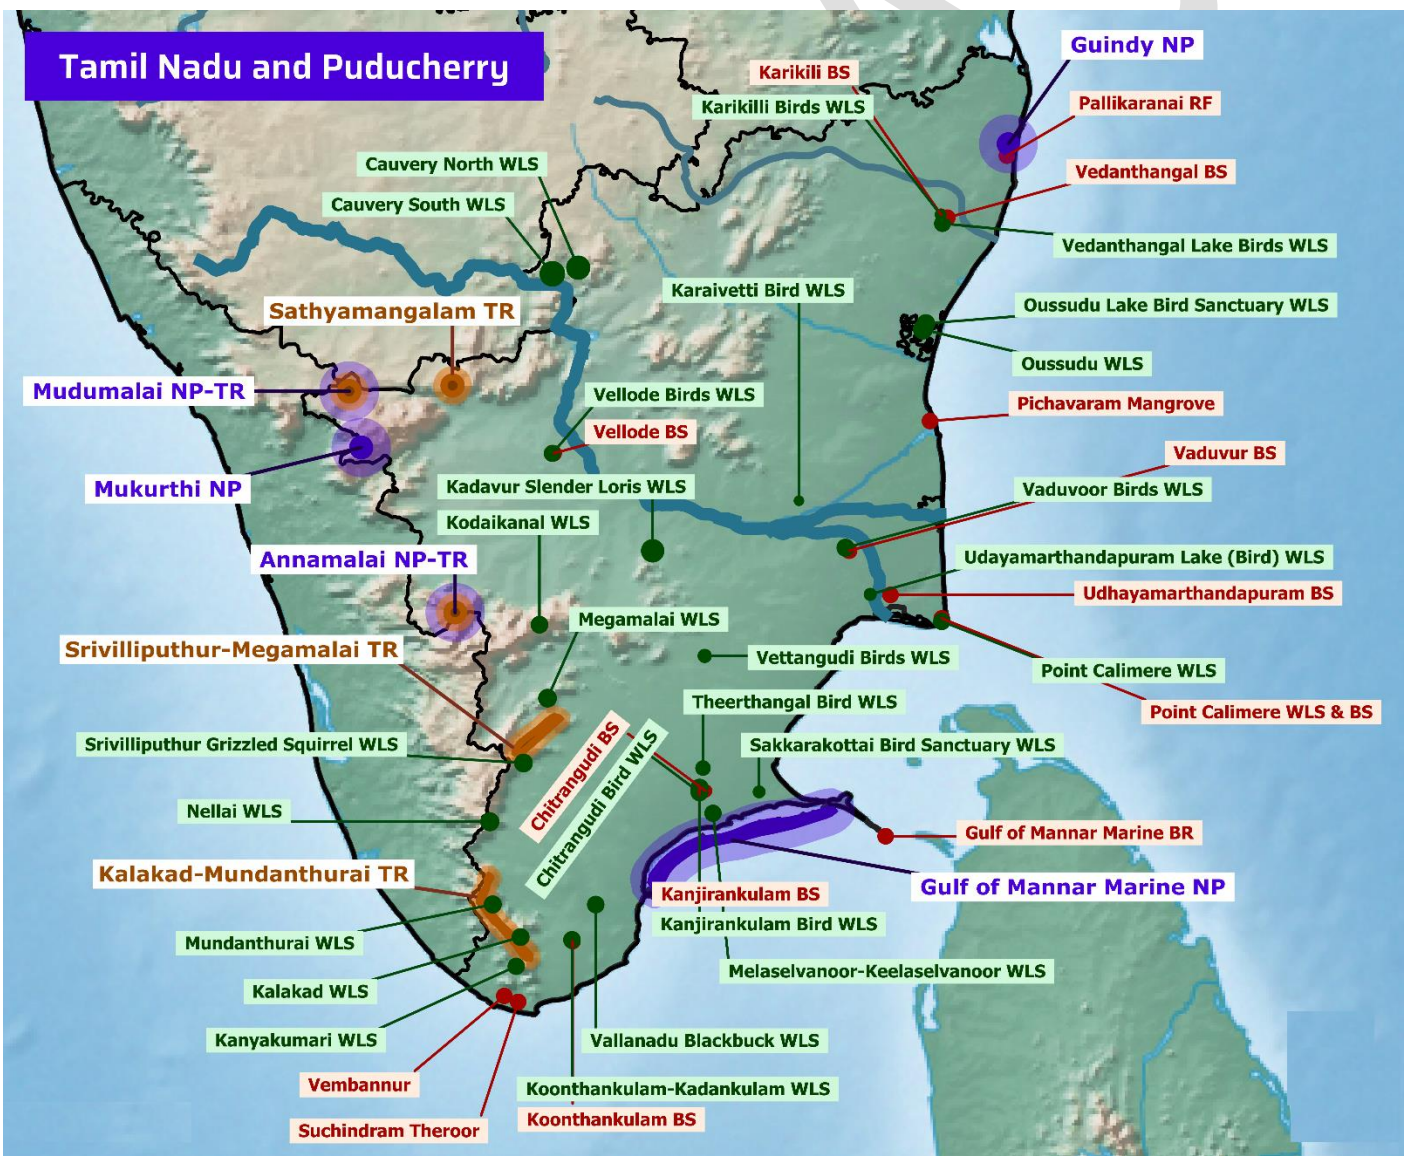 Tamil Nadu and Puducherry
Guindy NP
Karikili BS
Pallikaranai RF
Karikilli Birds WLS
Cauvery North WLS
Vedanthangal BS
Cauvery South WLS
Vedanthangal Lake Birds WLS
Karaivetti Bird WLS
Oussudu Lake Bird Sanctuary WLS
Sathyamangalam TR
Oussudu WLS
Mudumalai NP-TR
Vellode Birds WLS
Pichavaram Mangrove
Vellode BS
Vaduvur BS
Mukurthi NP
Kadavur Slender Loris WLS
Vaduvoor Birds WLS
Kodaikanal WLS
Annamalai NP-TR
Udayamarthandapuram Lake (Bird) WLS
Udhayamarthandapuram BS
Megamalai WLS
Srivilliputhur-Megamalai TR
Vettangudi Birds WLS
Point Calimere WLS
Theerthangal Bird WLS
Point Calimere WLS & BS
Srivilliputhur Grizzled Squirrel WLS
Chitrangudi BS
Chitrangudi Bird WLS
Sakkarakottai Bird Sanctuary WLS
Nellai WLS
Gulf of Mannar Marine BR
Kalakad-Mundanthurai TR
Gulf of Mannar Marine NP
Kanjirankulam BS
Kanjirankulam Bird WLS
Mundanthurai WLS
Melaselvanoor-Keelaselvanoor WLS
Kalakad WLS
Kanyakumari WLS
Vallanadu Blackbuck WLS
Vembannur
Koonthankulam-Kadankulam WLS
Koonthankulam BS
Suchindram Theroor